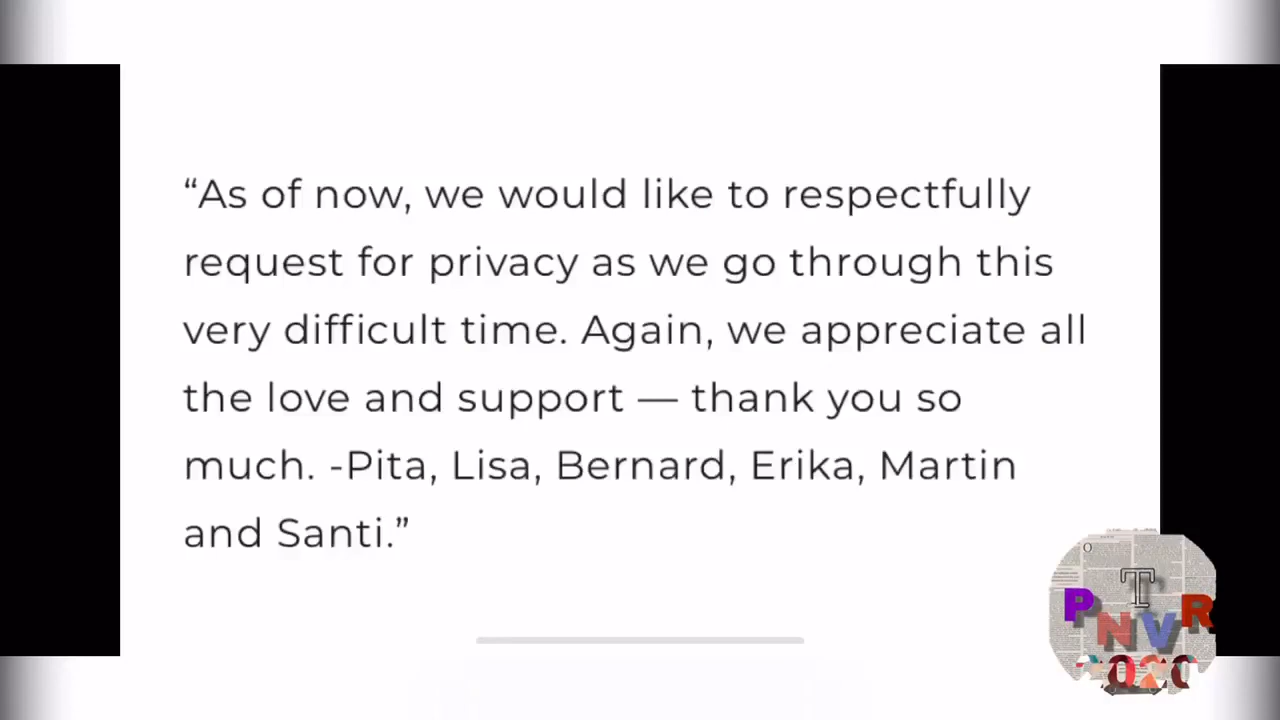 “As of now, we would like to respectfully
request for privacy as we go through this
very difficult time. Again, we appreciate all
the love and support — thank you so
much. -Pita, Lisa, Bernard, Erika, Martin
and Santi.”
T
P
R
NV
2020